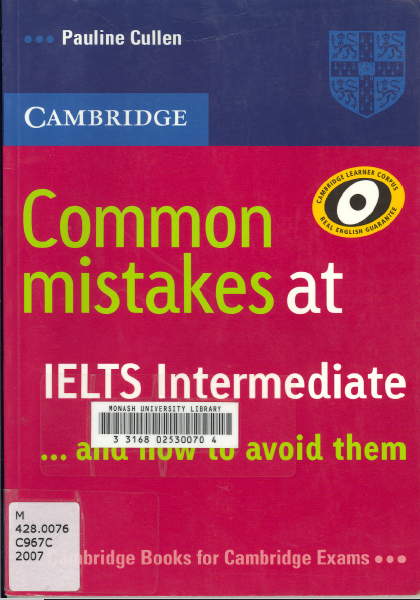 Pauline Cullen
CAMBRIDGE
CAMBRIDGE LEARNER CORPUS
REAL ENGLISH GUARANTEE
Common
mistakes at
IELTS Intermediate
MONASH UNIVERSITY LIBRARY
3 3168 02530070 4
... and how to avoid them
M
428.0076
C967C
2007
Cambridge Books for Cambridge Exams